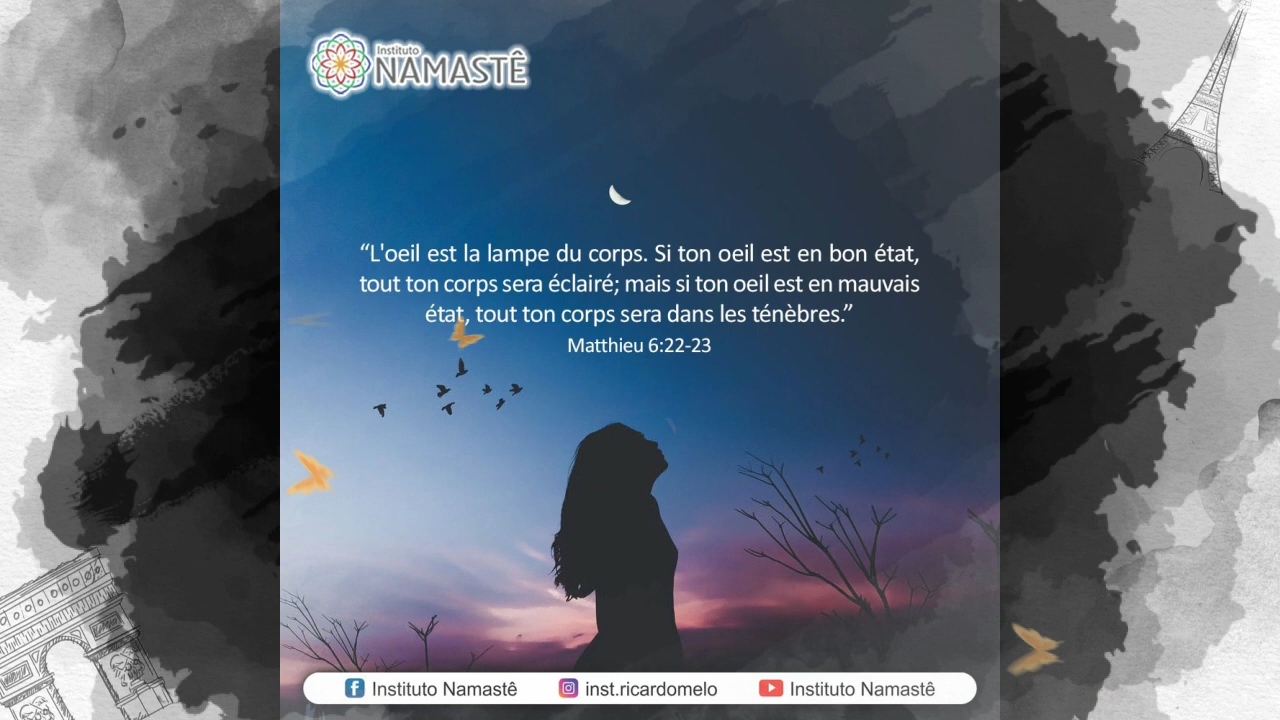 Instituto
NAMASTÊ
“L'oeil est la lampe du corps. Si ton oeil est en bon état,
tout ton corps sera éclairé; mais si ton oeil est en mauvais
état, tout ton corps sera dans les ténèbres.”
Matthieu 6:22-23
Instituto Namastê inst.ricardomelo Instituto Namastê